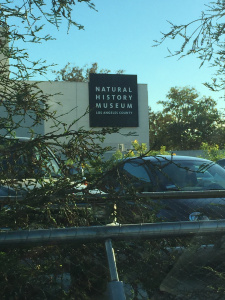 NATURAL
HISTORY
MUSEUM
LOS ANGELES COUNTY